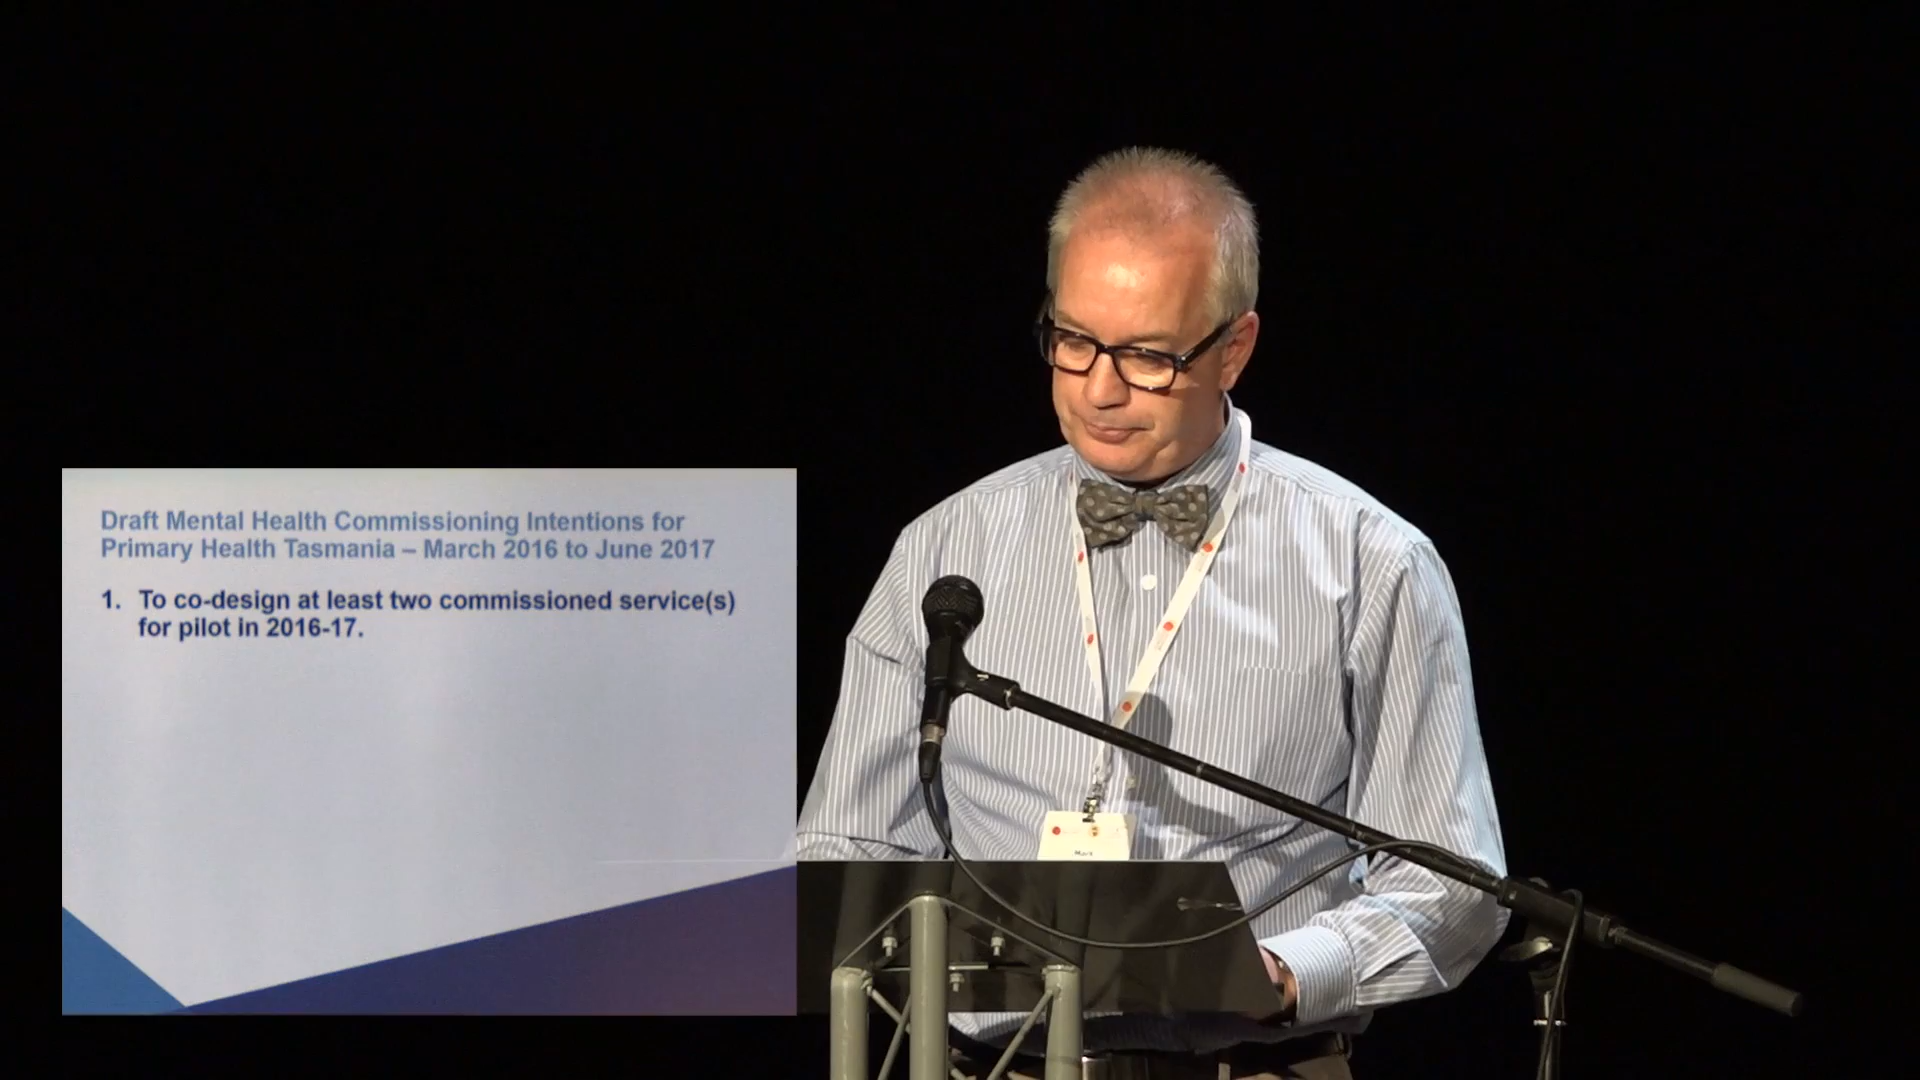 Draft Mental Health Commissioning Intentions for
Primary Health Tasmania – March 2016 to June 2017
1. To co-design at least two commissioned service(s)
for pilot in 2016-17.